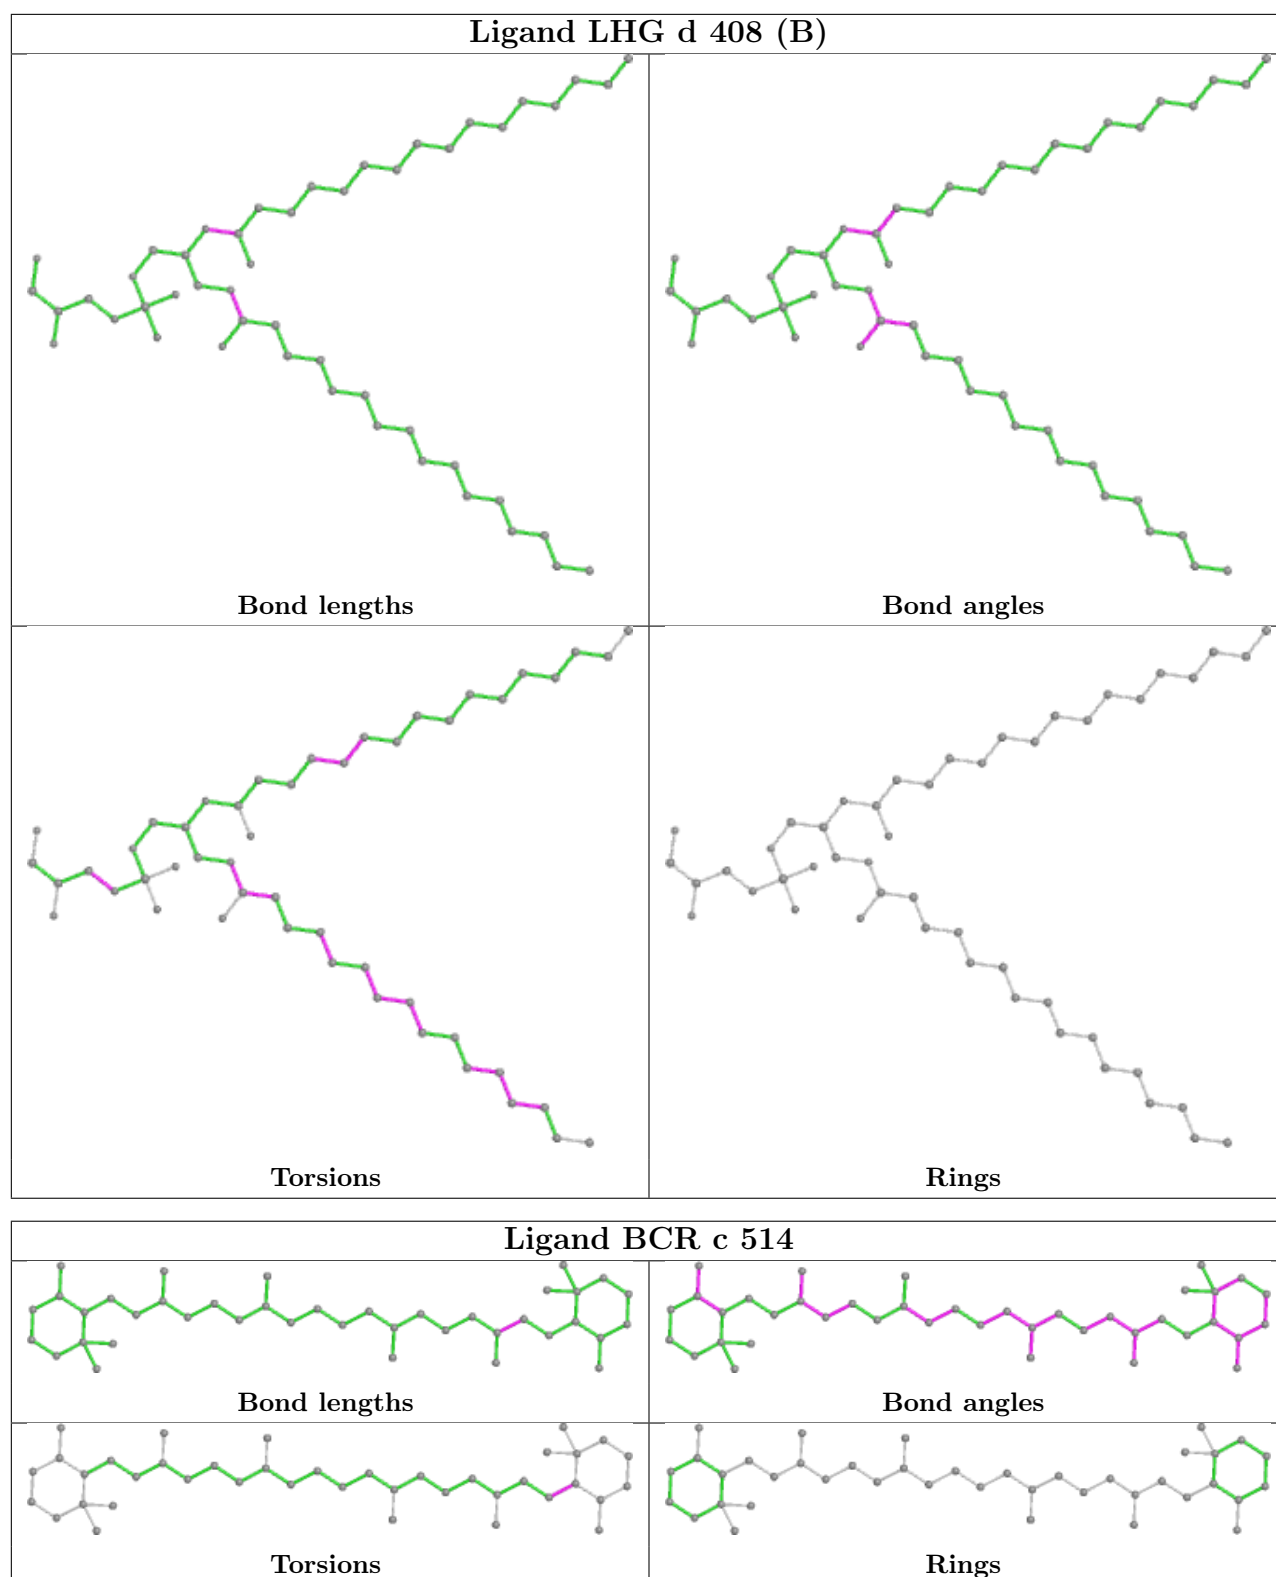 Ligand LHG d 408 (B)
Bond lengths
Bond angles
Torsions
Rings
Ligand BCR c 514
Bond lengths
Bond angles
Torsions
Rings